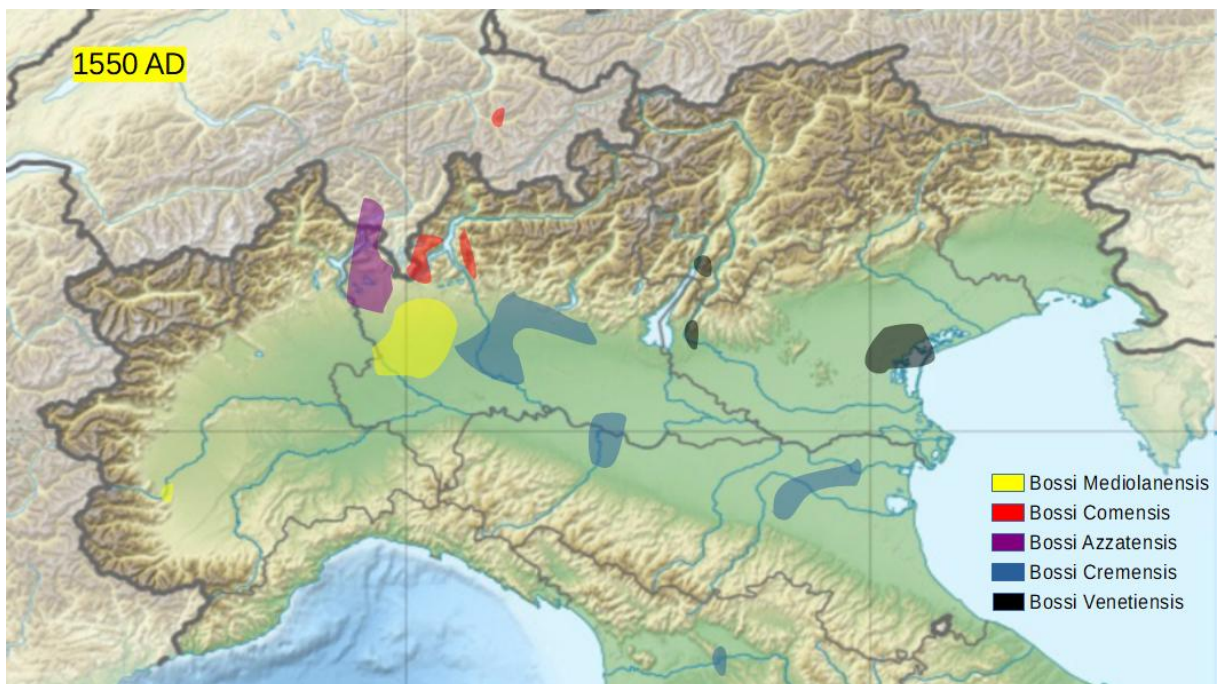 1550 AD
Bossi Mediolanensis
Bossi Comensis
Bossi Azzatensis
Bossi Cremensis
Bossi Venetiensis